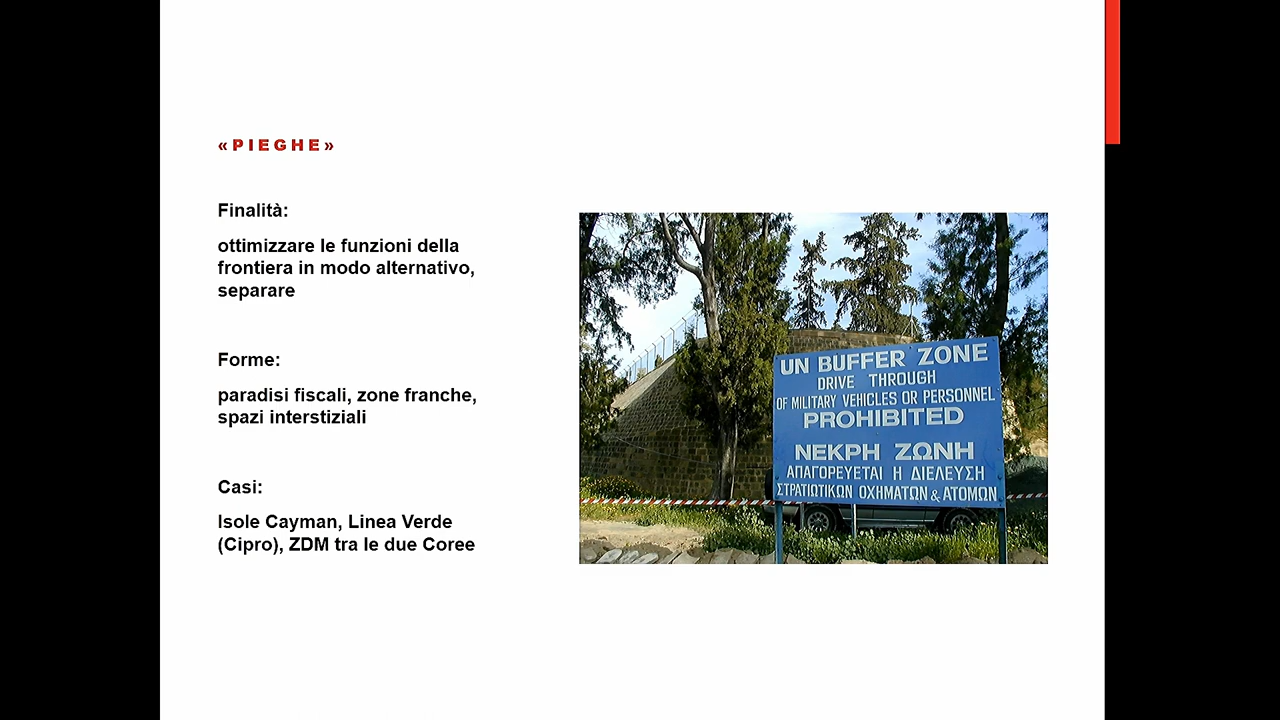 «PIEGHE»
Finalità:
ottimizzare le funzioni della
frontiera in modo alternativo,
separare
Forme:
paradisi fiscali, zone franche,
spazi interstiziali
Casi:
Isole Cayman, Linea Verde
(Cipro), ZDM tra le due Coree
UN BUFFER ZONE
DRIVE THROUGH
OF MILITARY VEHICLES OR PERSONNEL
PROHIBITED
ΝΕΚΡΗ ΖΩΝΗ
ΑΠΑΓΟΡΕΥΕΤΑΙ Η ΔΙΕΛΕΥΣΗ
ΣΤΡΑΤΙΩΤΙΚΩΝ ΟΧΗΜΑΤΩΝ & ΑΤΟΜΩΝ